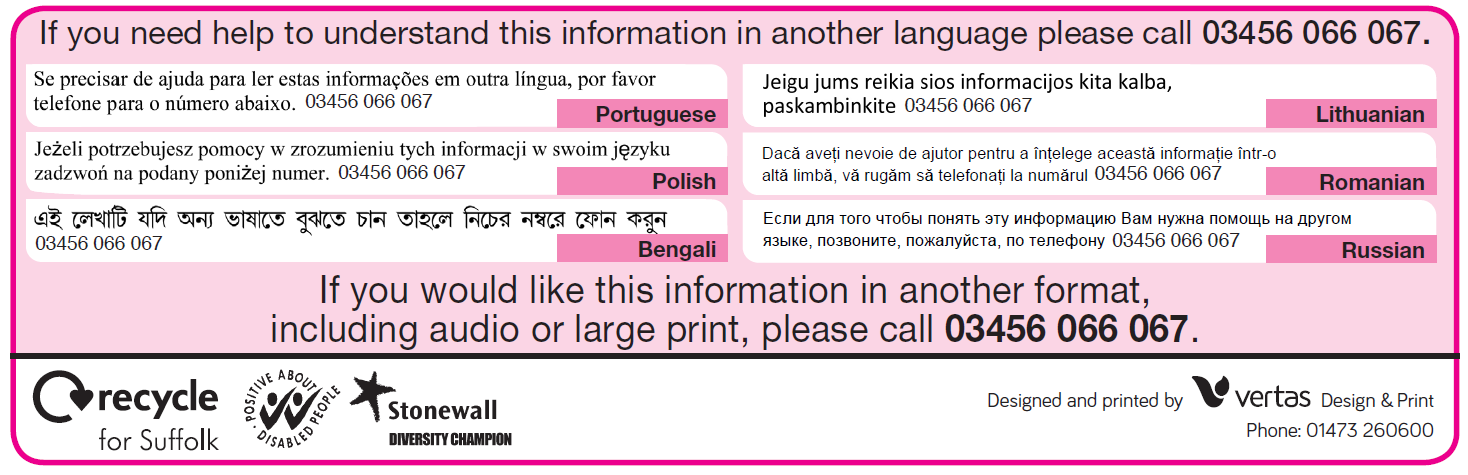 If you need help to understand this information in another language please call 03456 066 067.
Se precisar de ajuda para ler estas informações em outra língua, por favor
telefone para o número abaixo. 03456 066 067
Portuguese
Jeigu jums reikia sios informacijos kita kalba,
paskambinkite 03456 066 067
Lithuanian
Jeżeli potrzebujesz pomocy w zrozumieniu tych informacji w swoim języku
zadzwoń na podany poniżej numer. 03456 066 067
Polish
Dacă aveți nevoie de ajutor pentru a înțelege această informație într-o
altă limbă, vă rugăm să telefonați la numărul 03456 066 067
Romanian
এই লেখাটি যদি অন্য ভাষাতে বুঝতে চান তাহলে নিচের নম্বরে ফোন করুন
03456 066 067
Bengali
Если для того чтобы понять эту информацию Вам нужна помощь на другом
языке, позвоните, пожалуйста, по телефону 03456 066 067
Russian
If you would like this information in another format,
including audio or large print, please call 03456 066 067.
recycle
for Suffolk
POSITIVE ABOUT
DISABLED PEOPLE
Stonewall
DIVERSITY CHAMPION
Designed and printed by vertas Design & Print
Phone: 01473 260600